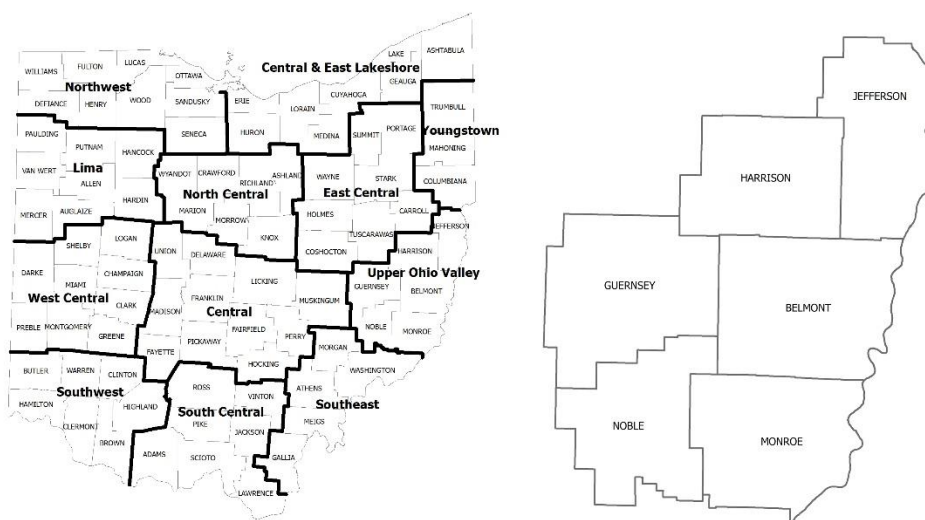 LAKE
ASHTABULA
LUCAS
FULTON
WILLIAMS
OTTAWA
Central & East Lakeshore
GEAUGA
Northwest
CUYAHOGA
DEFIANCE
HENRY
WOOD
SANDUSKY
ERIE
LORAIN
TRUMBULL
PAULDING
SENECA
HURON
MEDINA
SUMMIT
PORTAGE
Youngstown
PUTNAM
HANCOCK
MAHONING
VAN WERT
Lima
ALLEN
WYANDOT
CRAWFORD
RICHLAND
ASHLAND
WAYNE
STARK
COLUMBIANA
North Central
East Central
HARDIN
MERCER
AUGLAIZE
MARION
MORROW
HOLMES
CARROLL
KNOX
TUSCARAWAS
JEFFERSON
LOGAN
SHELBY
UNION
DELAWARE
COSHOCTON
HARRISON
DARKE
CHAMPAIGN
LICKING
Upper Ohio Valley
MIAMI
GUERNSEY
BELMONT
West Central
CLARK
MADISON
FRANKLIN
MUSKINGUM
Central
PREBLE
MONTGOMERY
GREENE
FAIRFIELD
PERRY
NOBLE
MONROE
FAYETTE
PICKAWAY
MORGAN
HOCKING
WASHINGTON
BUTLER
WARREN
CLINTON
ROSS
VINTON
ATHENS
Southwest
HAMILTON
HIGHLAND
South Central
Southeast
CLERMONT
PIKE
MEIGS
BROWN
JACKSON
ADAMS
SCIOTO
GALLIA
LAWRENCE
JEFFERSON
HARRISON
GUERNSEY
BELMONT
NOBLE
MONROE